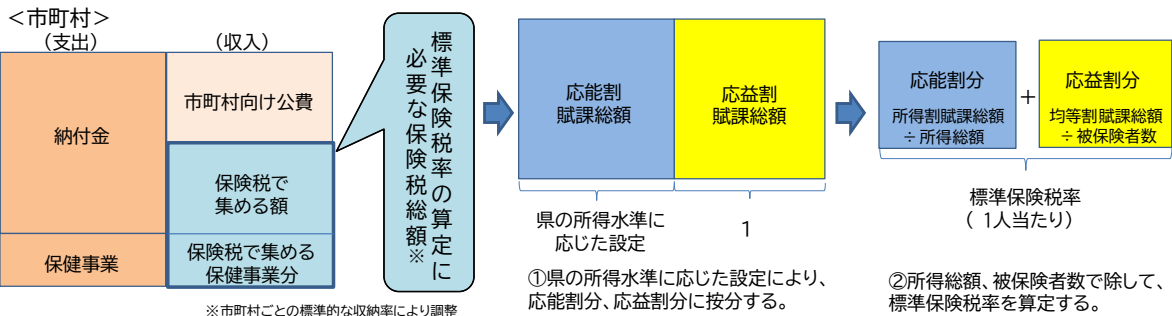 <市町村>
(支出)
(収入)
納付金
保健事業
市町村向け公費
保険税で
集める額
保険税で集める
保健事業分
※市町村ごとの標準的な収納率により調整
標準保険税率の算定に
必要な保険税総額※
応能割
賦課総額
応益割
賦課総額
県の所得水準に
応じた設定
1
①県の所得水準に応じた設定により、
応能割分、応益割分に按分する。
応能割分
所得割賦課総額
÷所得総額
+
応益割分
均等割賦課総額
÷被保険者数
標準保険税率
( 1人当たり)
②所得総額、被保険者数で除して、
標準保険税率を算定する。